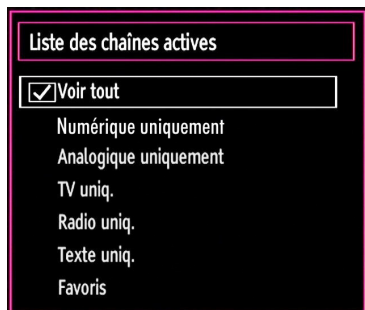 Liste des chaînes actives
Voir tout
Numérique uniquement
Analogique uniquement
TV uniq.
Radio uniq.
Texte uniq.
Favoris